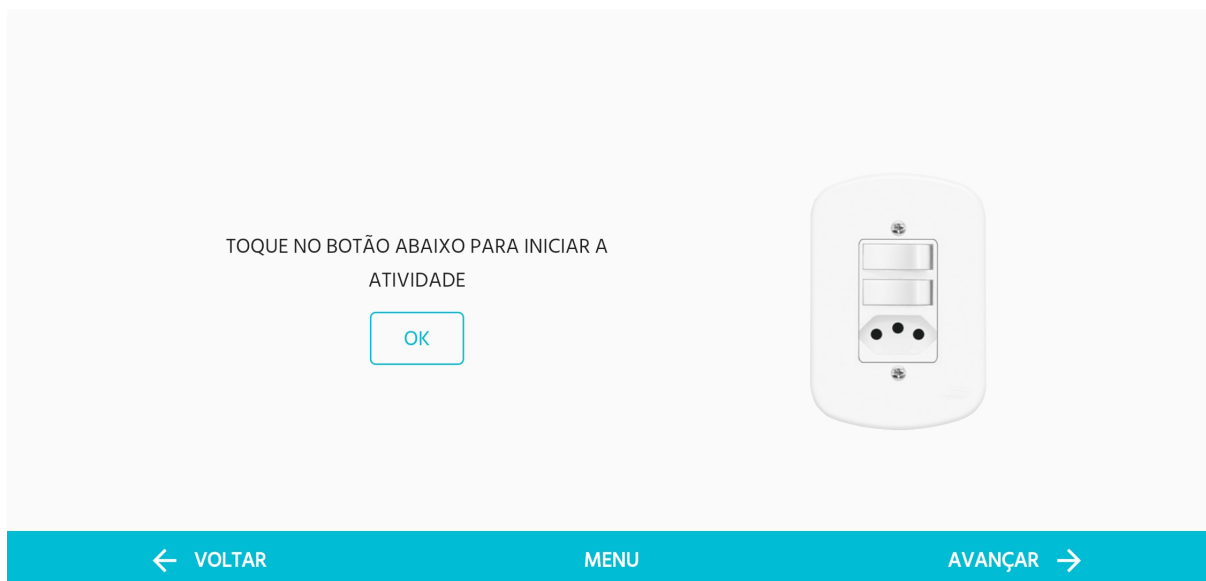 TOQUE NO BOTÃO ABAIXO PARA INICIAR A
ATIVIDADE
OK
VOLTAR
MENU
AVANÇAR